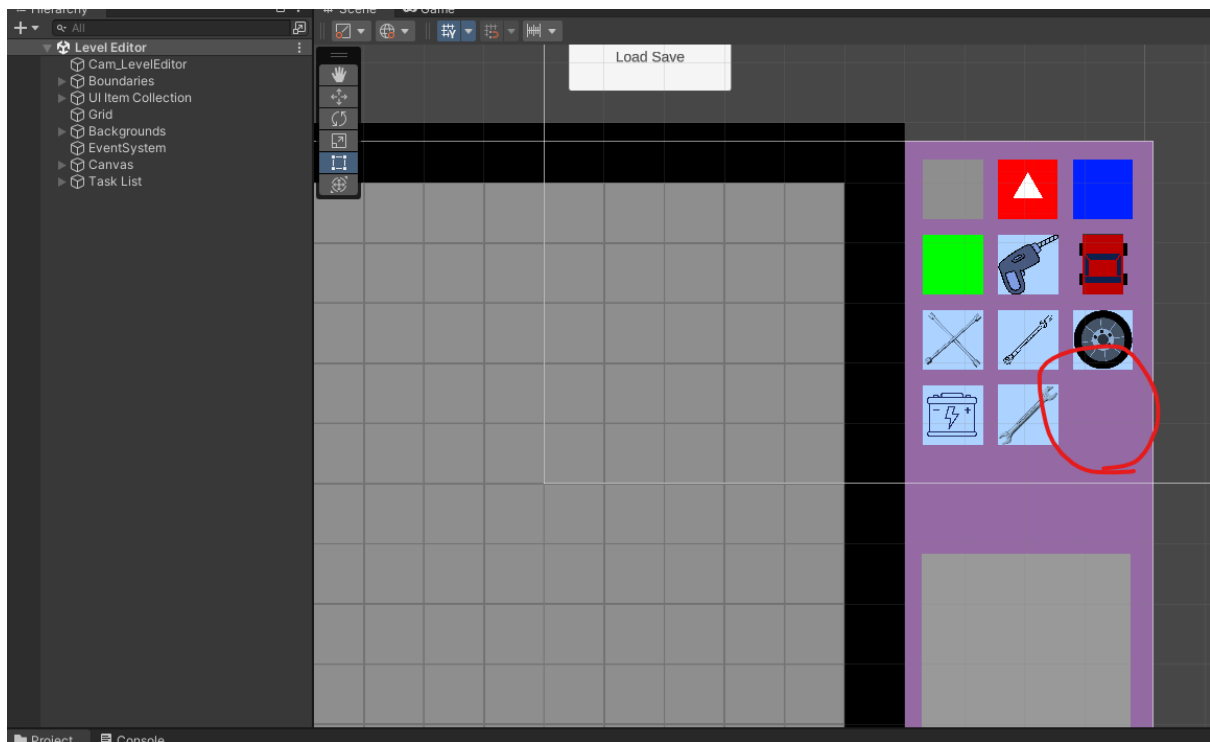 Hierarchy
Scene
Game
All
Level Editor
Cam_LevelEditor
Boundaries
UI Item Collection
Grid
Backgrounds
EventSystem
Canvas
Task List
Load Save
Project
Console